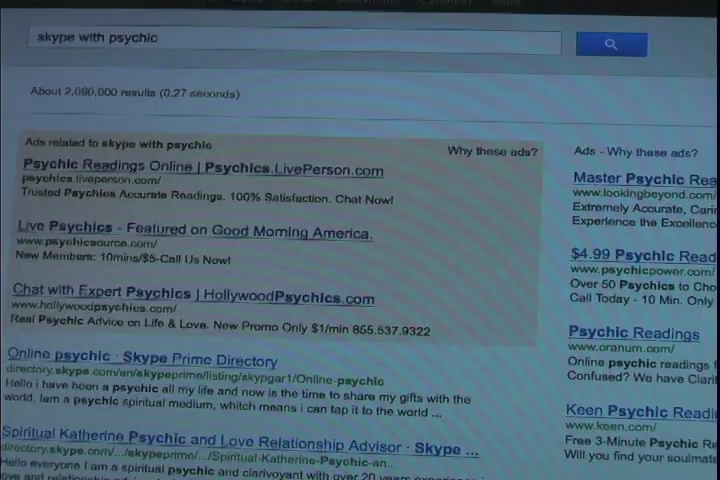 skype with psychic
About 2,080,000 results (0.27 seconds)
Ads related to skype with psychic
Why these ads?
Psychic Readings Online | Psychics.LivePerson.com
psychics.liveperson.com/
Trusted Psychics Accurate Readings. 100% Satisfaction. Chat Now!
Live Psychics - Featured on Good Morning America.
www.psychicsource.com/
New Members: 10mins/$5-Call Us Now!
Chat with Expert Psychics | HollywoodPsychics.com
www.hollywoodpsychics.com/
Real Psychic Advice on Life & Love. New Promo Only $1/min 855.537.9322
Online psychic · Skype Prime Directory
directory.skype.com/en/skypeprime/listing/skypgar1/Online-psychic
Hello i have been a psychic all my life and now is the time to share my gifts with the
world, Iam a psychic spiritual medium, whitch means i can tap it to the world ...
Spiritual Katherine Psychic and Love Relationship Advisor · Skype ...
directory.skype.com/.../skypeprime/.../Spiritual-Katherine-Psychic-an...
Hello everyone I am a spiritual psychic and clairvoyant with over 20 years
Ads - Why these ads?
Master Psychic Rea
www.lookingbeyond.com/
Extremely Accurate, Carin
Experience the Excellenc
$4.99 Psychic Read
www.psychicpower.com/
Over 50 Psychics to Cho
Call Today - 10 Min. Only
Psychic Readings
www.oranum.com/
Online psychic readings f
Confused? We have Clari
Keen Psychic Readi
www.keen.com/
Free 3-Minute Psychic Re
Will you find your soulmate